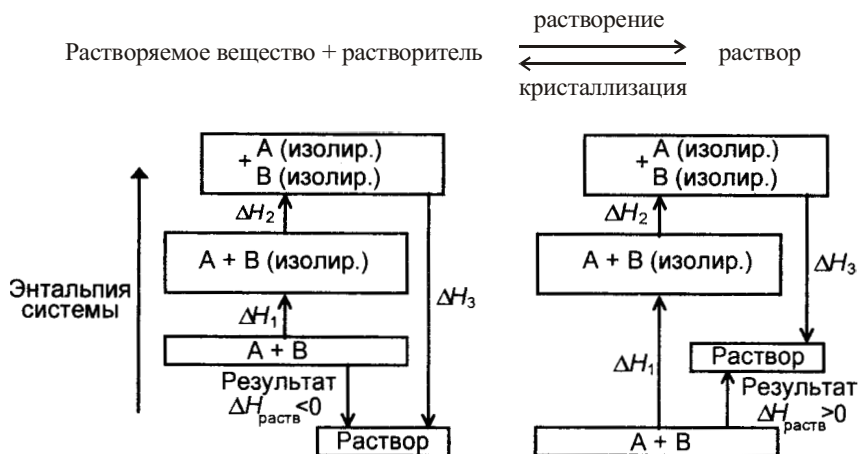 растворение
Растворяемое вещество + растворитель
раствор
кристаллизация
Энтальпия
системы
+ А (изолир.)
В (изолир.)
ΔH₂
А + В (изолир.)
ΔH₁
ΔH₃
А + В
Результат
ΔHраств<0
Раствор
+ А (изолир.)
В (изолир.)
ΔH₂
А + В (изолир.)
ΔH₃
ΔH₁
Раствор
Результат
ΔHраств>0
А + В